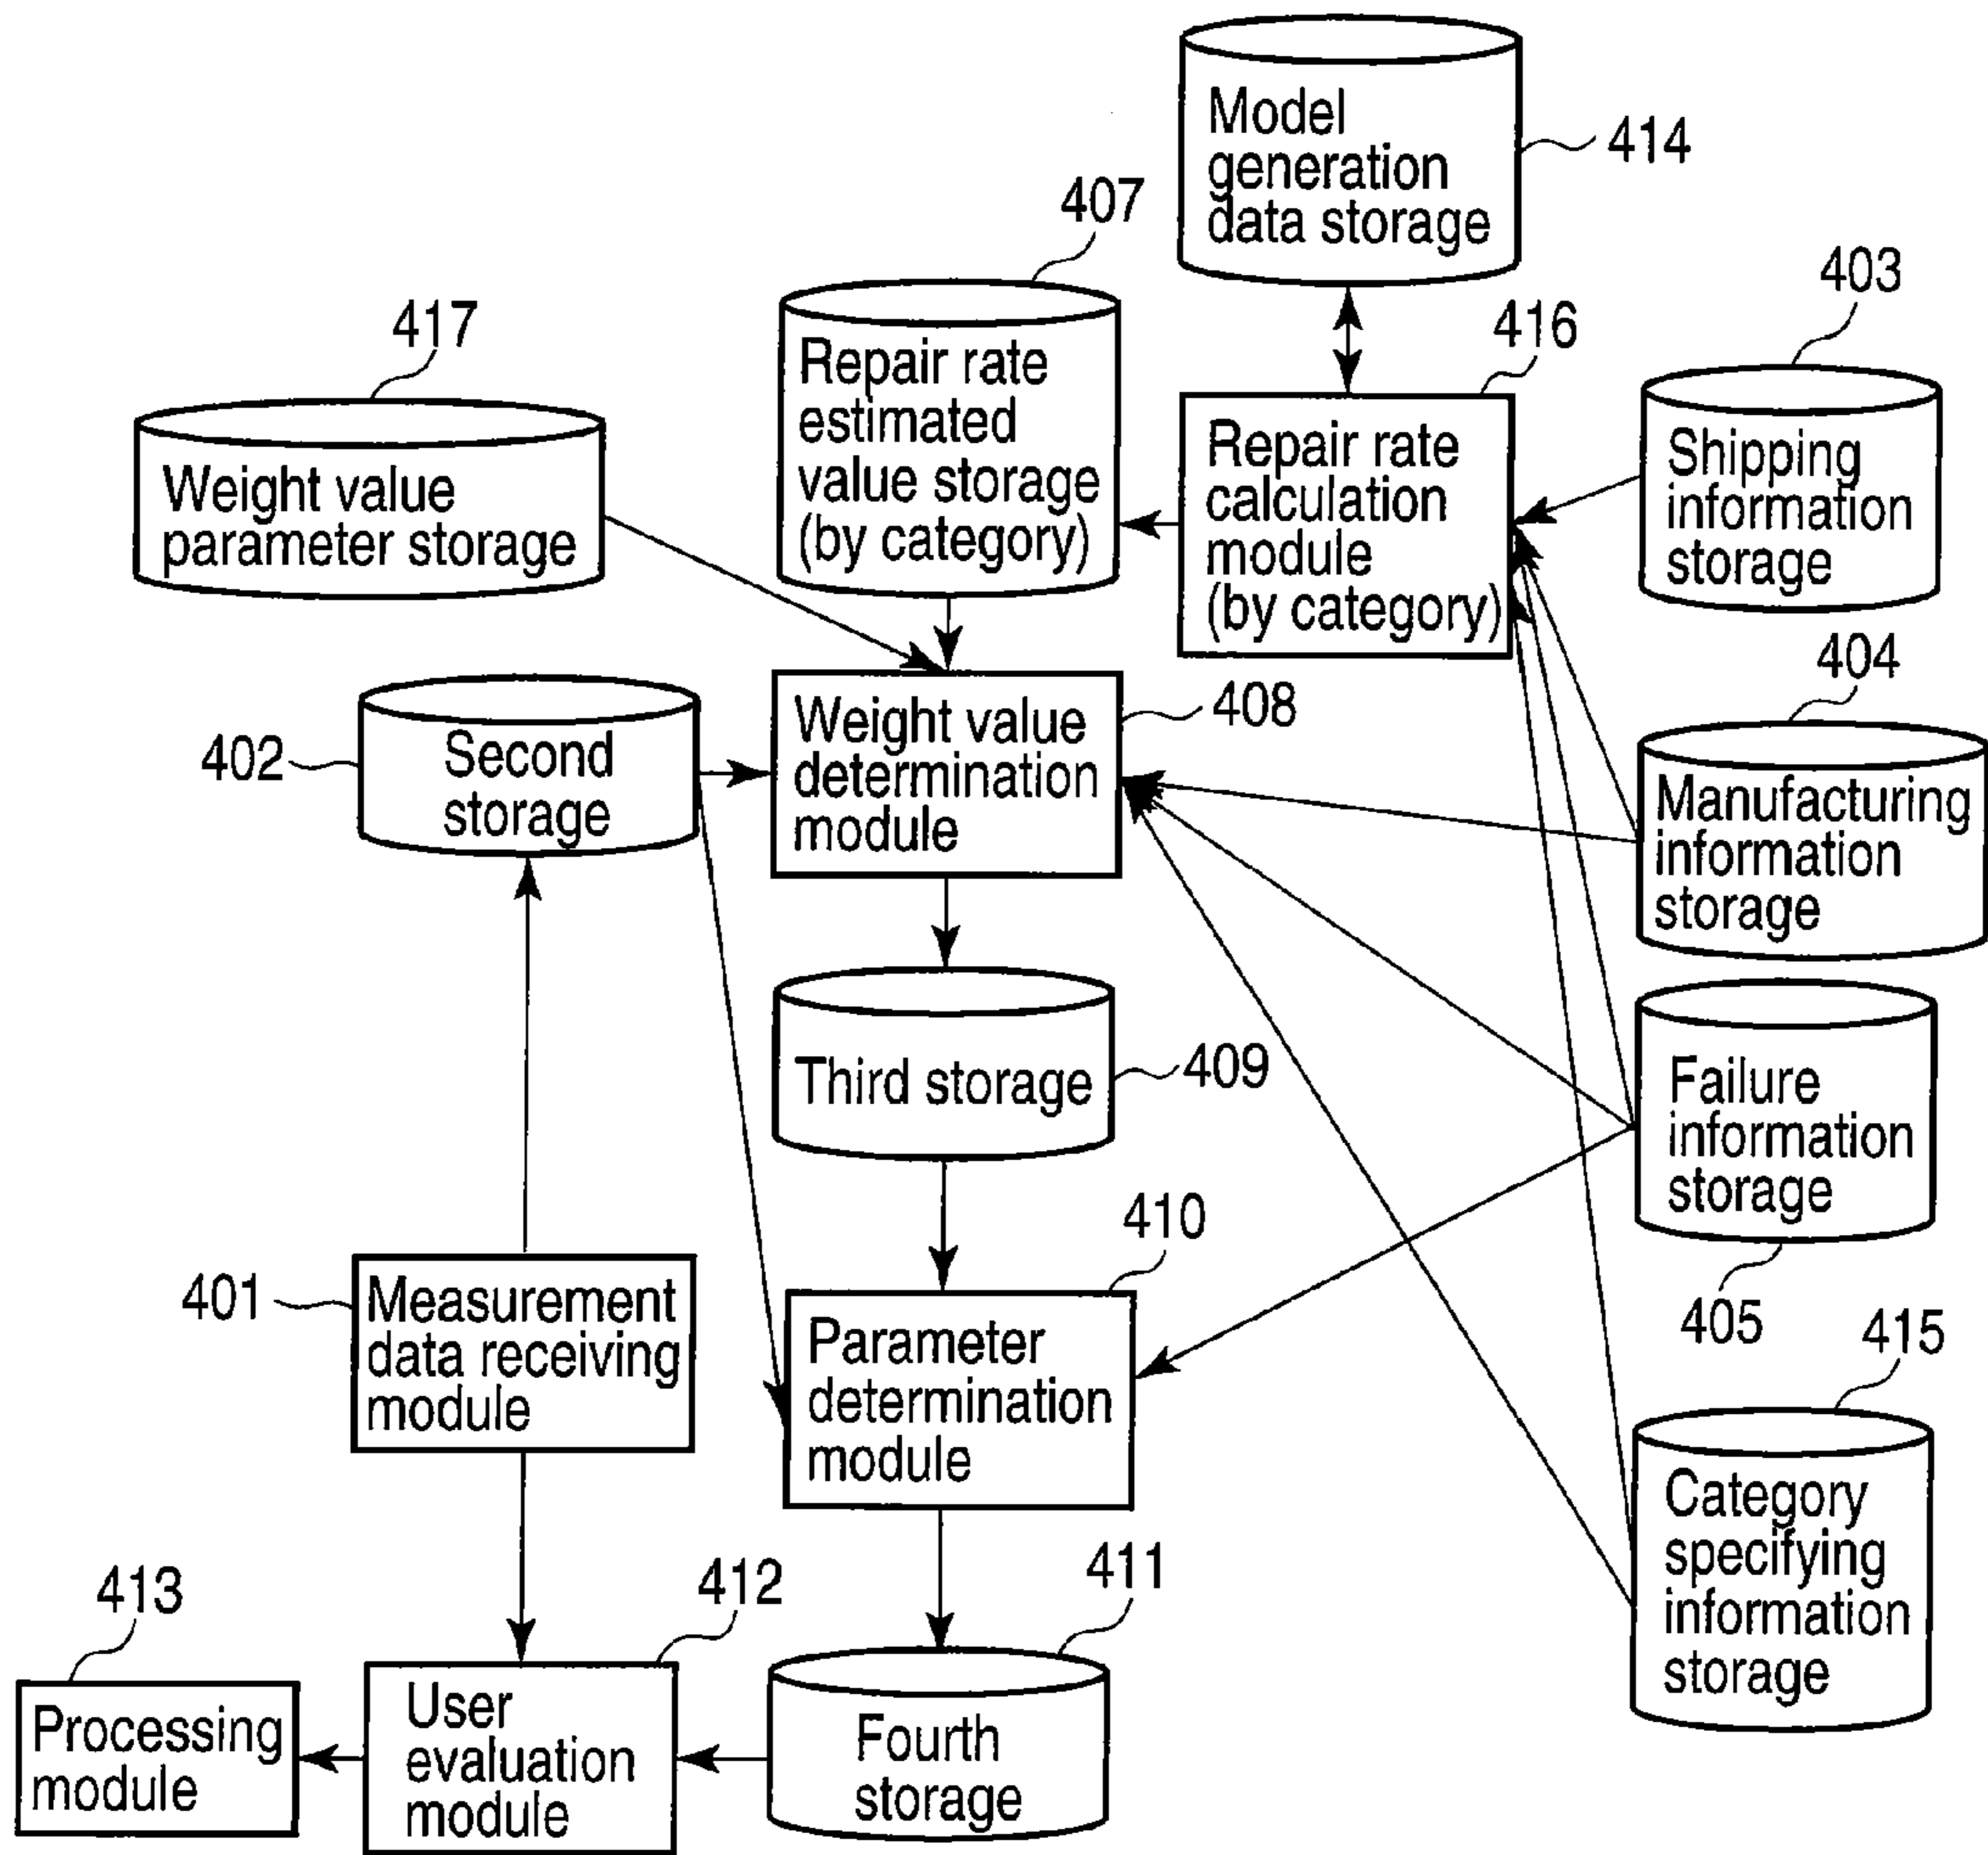 Model
generation
data storage
414
407
403
417
416
Repair rate
estimated
value storage
(by category)
Repair rate
calculation
module
(by category)
Shipping
information
storage
Weight value
parameter storage
404
402
Second
storage
Weight value
determination
module
408
Manufacturing
information
storage
Third storage
409
Failure
information
storage
405
410
401
Measurement
data receiving
module
Parameter
determination
module
415
Category
specifying
information
storage
413
412
411
Processing
module
User
evaluation
module
Fourth
storage